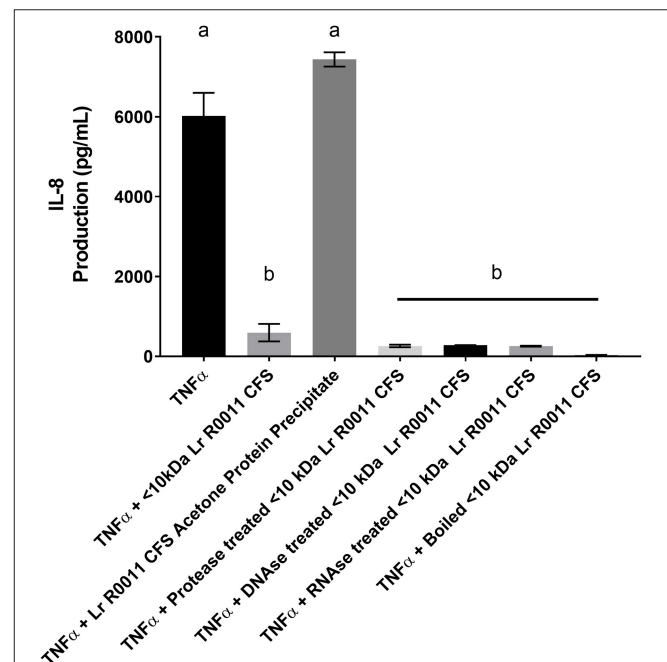 a
a
8000
6000
4000
2000
0
IL-8
Production (pg/mL)
b
b
TNFα
TNFα + <10kDa Lr R0011 CFS
TNFα + Lr R0011 CFS Acetone Protein Precipitate
TNFα + Protease treated <10 kDa Lr R0011 CFS
TNFα + DNAse treated <10 kDa Lr R0011 CFS
TNFα + RNAse treated <10 kDa Lr R0011 CFS
TNFα + Boiled <10 kDa Lr R0011 CFS